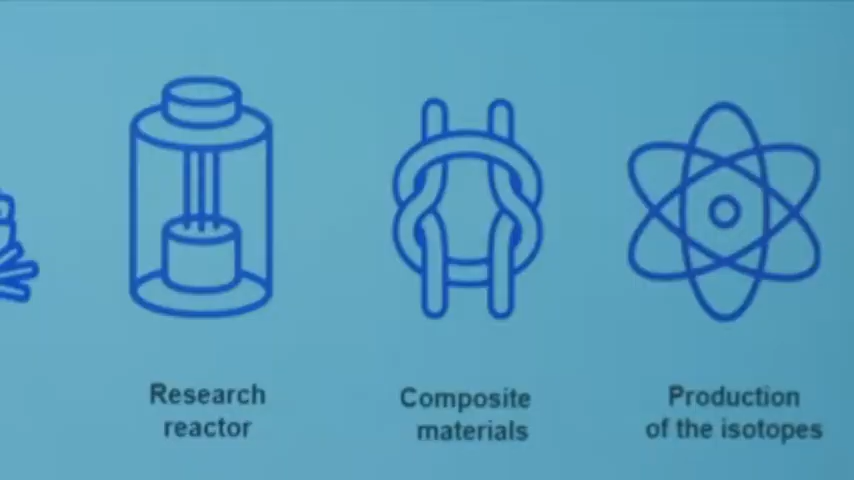 Research
reactor
Composite
materials
Production
of the isotopes